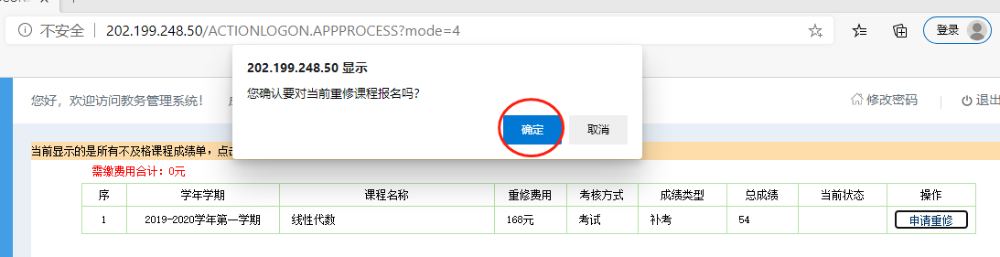 不安全 202.199.248.50/ACTIONLOGON.APPPROCESS?mode=4 登录
202.199.248.50 显示
您确认要对当前重修课程报名吗?
确定 取消
您好，欢迎访问教务管理系统! 修改密码 | 退出
当前显示的是所有不及格课程成绩单，点击
需缴费用合计：0元
序 学年学期 课程名称 重修费用 考核方式 成绩类型 总成绩 当前状态 操作
1 2019-2020学年第一学期 线性代数 168元 考试 补考 54 申请重修